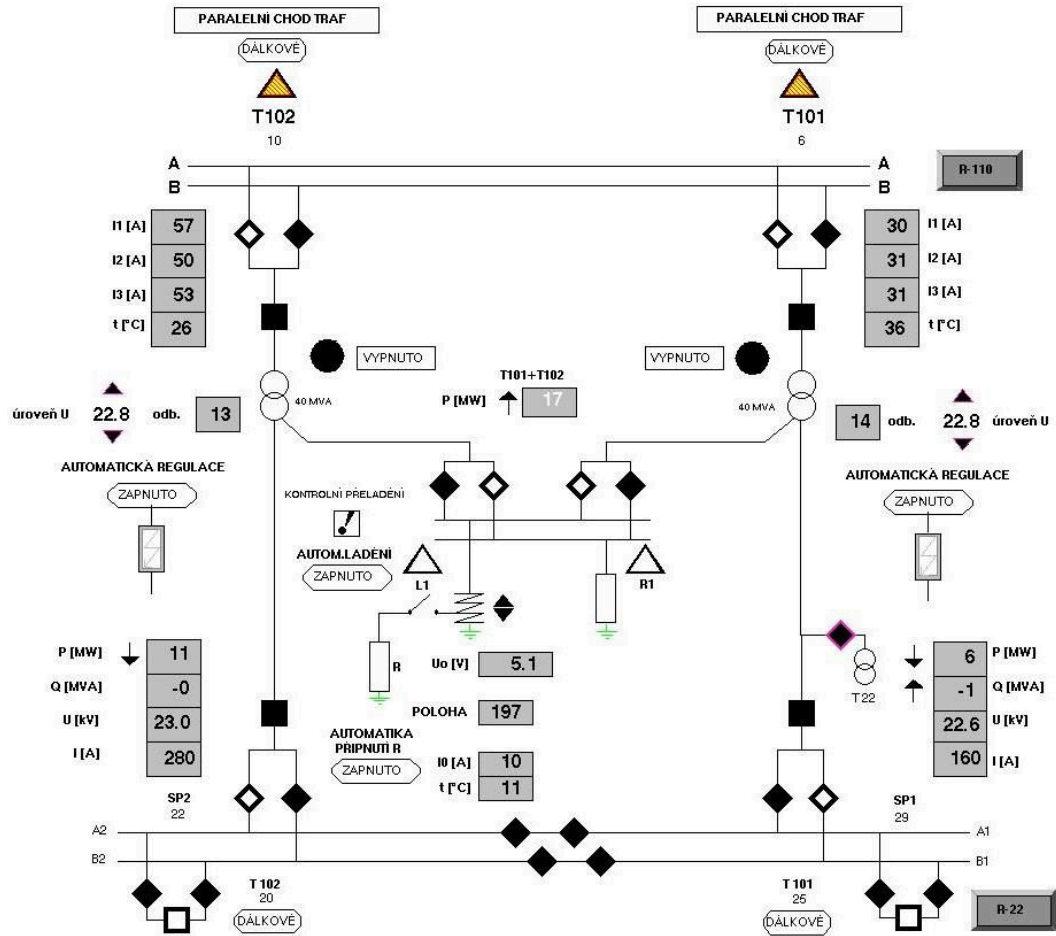 PARALELNÍ CHOD TRAF
PARALELNÍ CHOD TRAF
DÁLKOVÉ
DÁLKOVÉ
T102
T101
10
6
A
A
B
B
R-110
I1 [A] 57
30 I1 [A]
I2 [A] 50
31 I2 [A]
I3 [A] 53
31 I3 [A]
t [°C] 26
36 t [°C]
VYPNUTO
VYPNUTO
T101+T102
P [MW] 17
40 MVA
40 MVA
úroveň U 22.8 odb. 13
14 odb. 22.8 úroveň U
AUTOMATICKÁ REGULACE
AUTOMATICKÁ REGULACE
ZAPNUTO
ZAPNUTO
KONTROLNÍ PŘELADĚNÍ
!
AUTOM.LADĚNÍ
ZAPNUTO
L1
R1
R
U0 [V] 5.1
POLOHA 197
AUTOMATIKA
PŘIPNUTÍ R
ZAPNUTO
I0 [A] 10
t [°C] 11
P [MW] 11
Q [MVA] -0
U [kV] 23.0
I [A] 280
T22
6 P [MW]
-1 Q [MVA]
22.6 U [kV]
160 I [A]
SP2
22
SP1
29
A2
A1
B2
B1
T 102
20
DÁLKOVÉ
T 101
25
DÁLKOVÉ
R-22